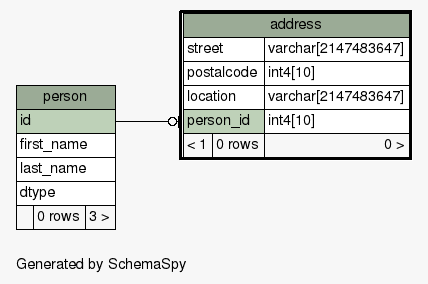 address
street varchar[2147483647]
postalcode int4[10]
location varchar[2147483647]
person_id int4[10]
< 1 0 rows 0 >
person
id
first_name
last_name
dtype
0 rows 3 >
Generated by SchemaSpy